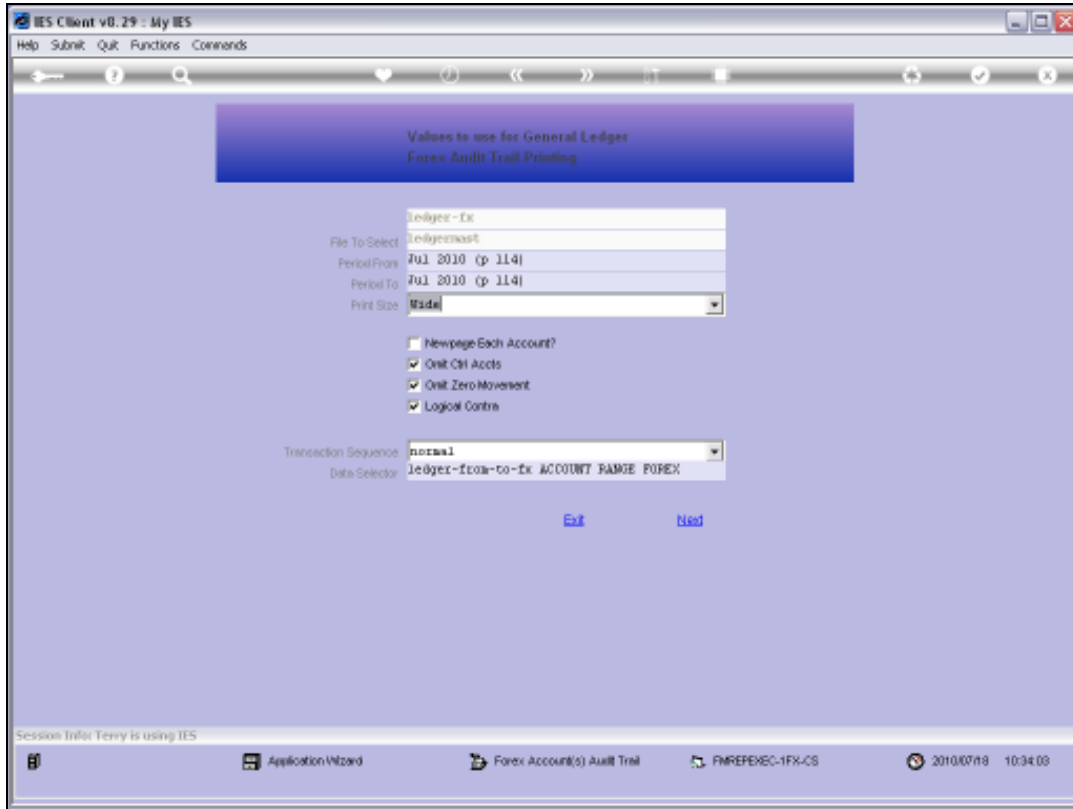 IES Client v8.29 : My IES
Help Submit Quit Functions Commands
Values to use for General Ledger
Forex Audit Trail Printing
ledger-fx
File To Select ledgermast
Period From Jul 2010 (p 114)
Period To Jul 2010 (p 114)
Print Size Wide
Newpage Each Account?
Omit Ctrl Accts
Omit Zero Movement
Logical Contra
Transaction Sequence normal
Data Selector ledger-from-to-fx ACCOUNT RANGE FOREX
Exit Next
Session Info: Terry is using IES
Application Wizard Forex Account(s) Audit Trail FMREPEXEC-1FX-CS 2010/07/18 10:34:03